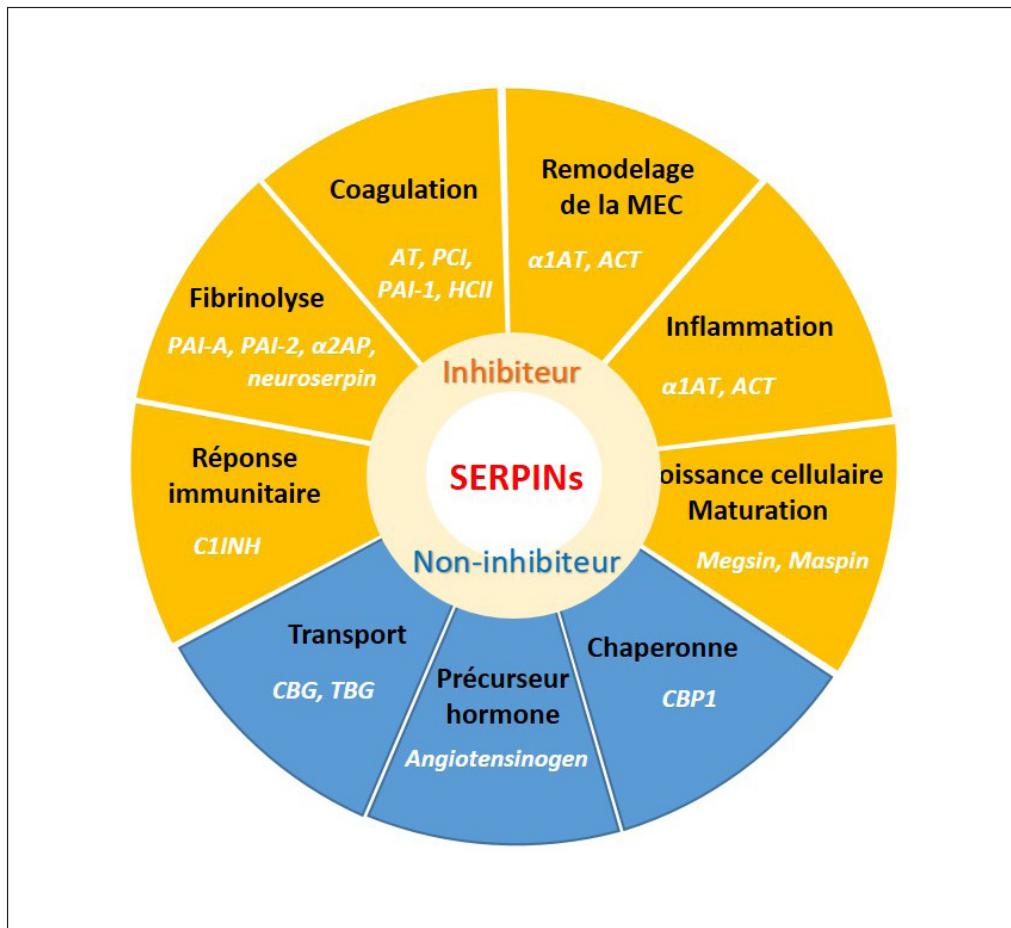 Coagulation
AT, PCI,
PAI-1, HCII
Remodelage
de la MEC
α1AT, ACT
Fibrinolyse
PAI-A, PAI-2, α2AP,
neuroserpin
Inflammation
α1AT, ACT
Inhibiteur
SERPINs
Non-inhibiteur
Réponse
immunitaire
C1INH
oissance cellulaire
Maturation
Megsin, Maspin
Transport
CBG, TBG
Précurseur
hormone
Angiotensinogen
Chaperonne
CBP1